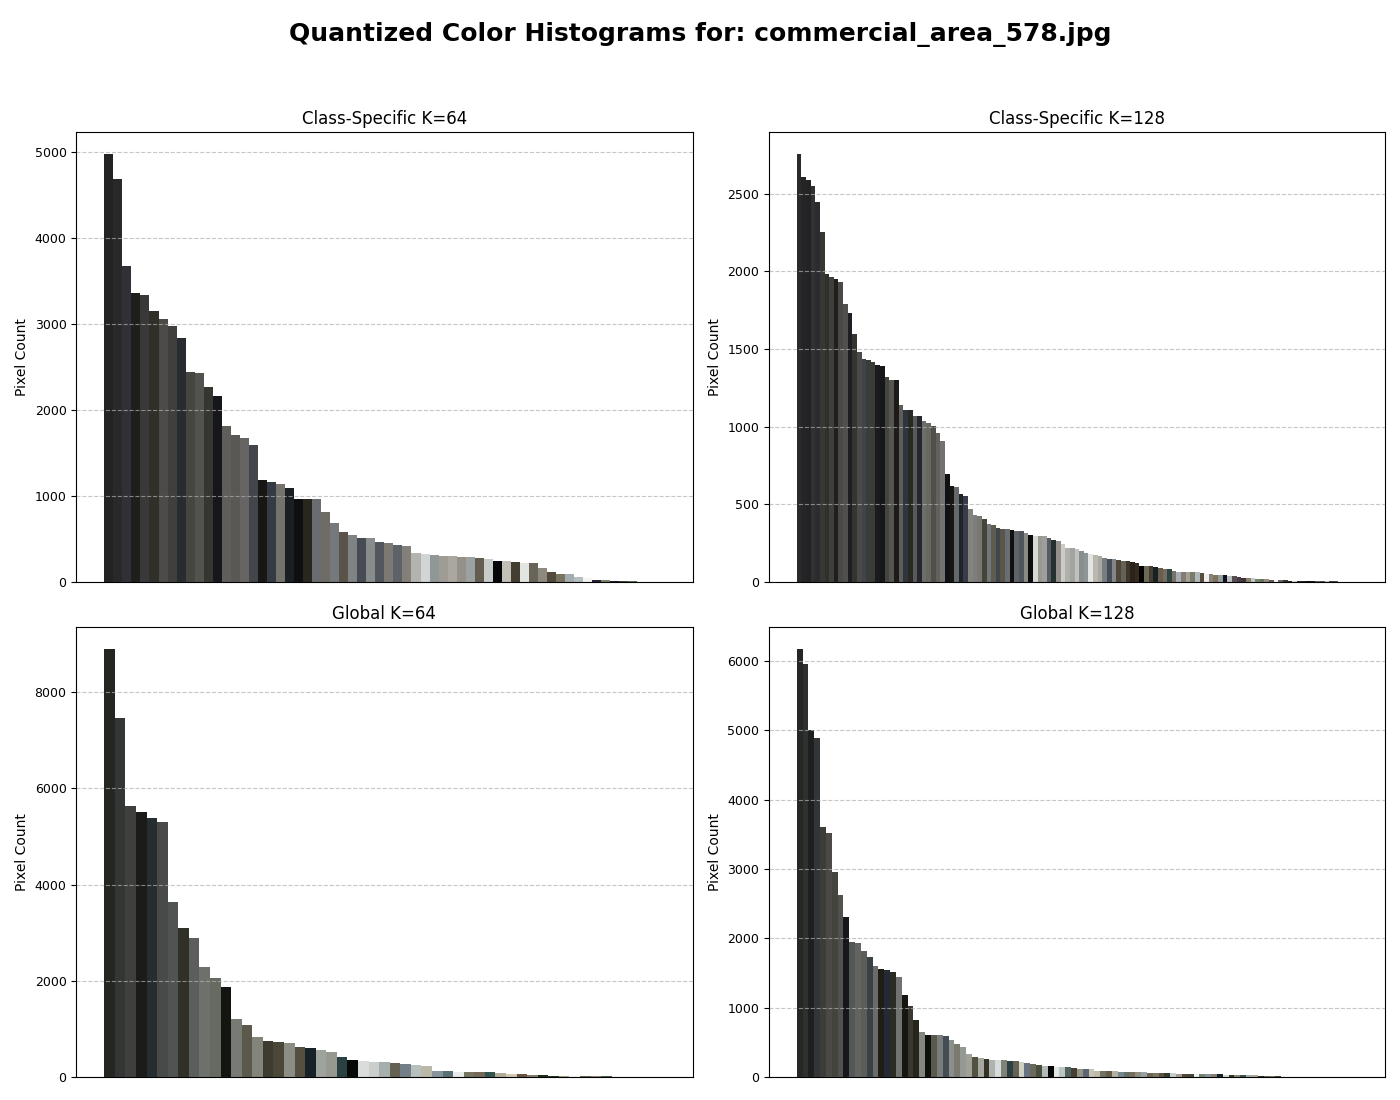 Quantized Color Histograms for: commercial_area_578.jpg
Class-Specific K=64
Pixel Count
5000
4000
3000
2000
1000
0
Class-Specific K=128
Pixel Count
2500
2000
1500
1000
500
0
Global K=64
Pixel Count
8000
6000
4000
2000
0
Global K=128
Pixel Count
6000
5000
4000
3000
2000
1000
0